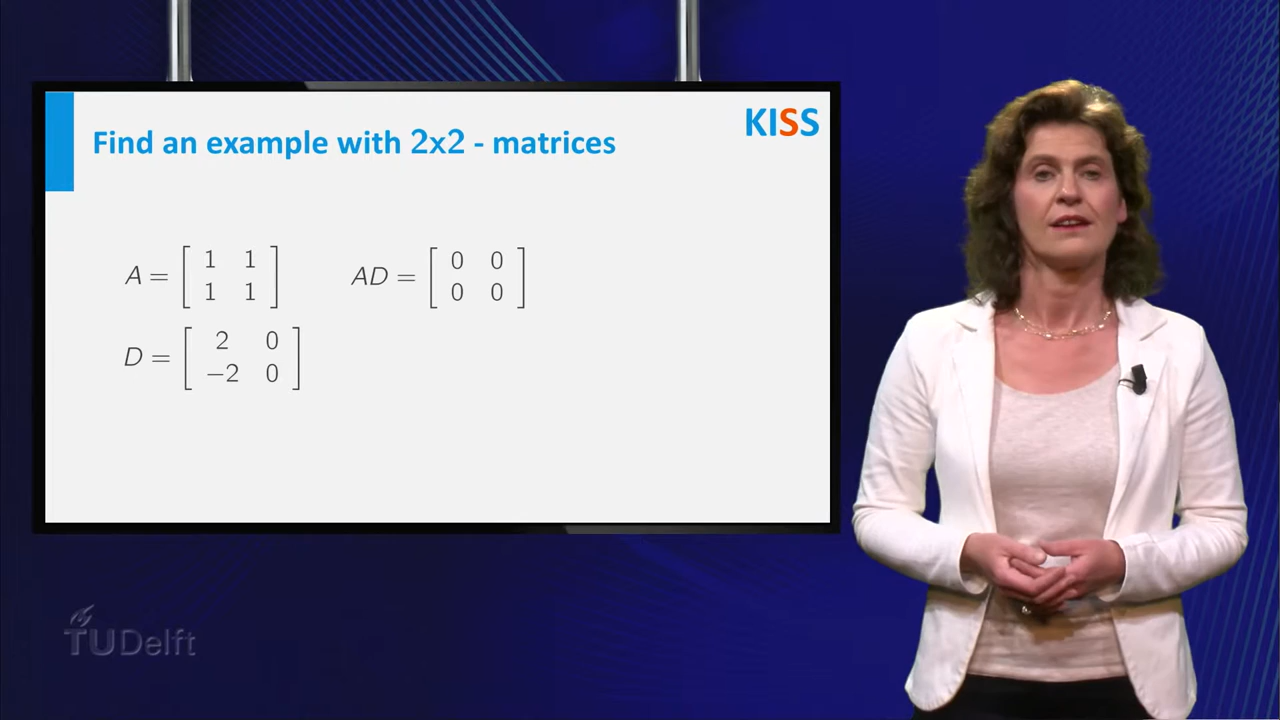 KISS
Find an example with 2x2 - matrices
A = [ 1 1 ] AD = [ 0 0 ]
[ 1 1 ] [ 0 0 ]
D = [ 2 0 ]
[ −2 0 ]
TUDelft